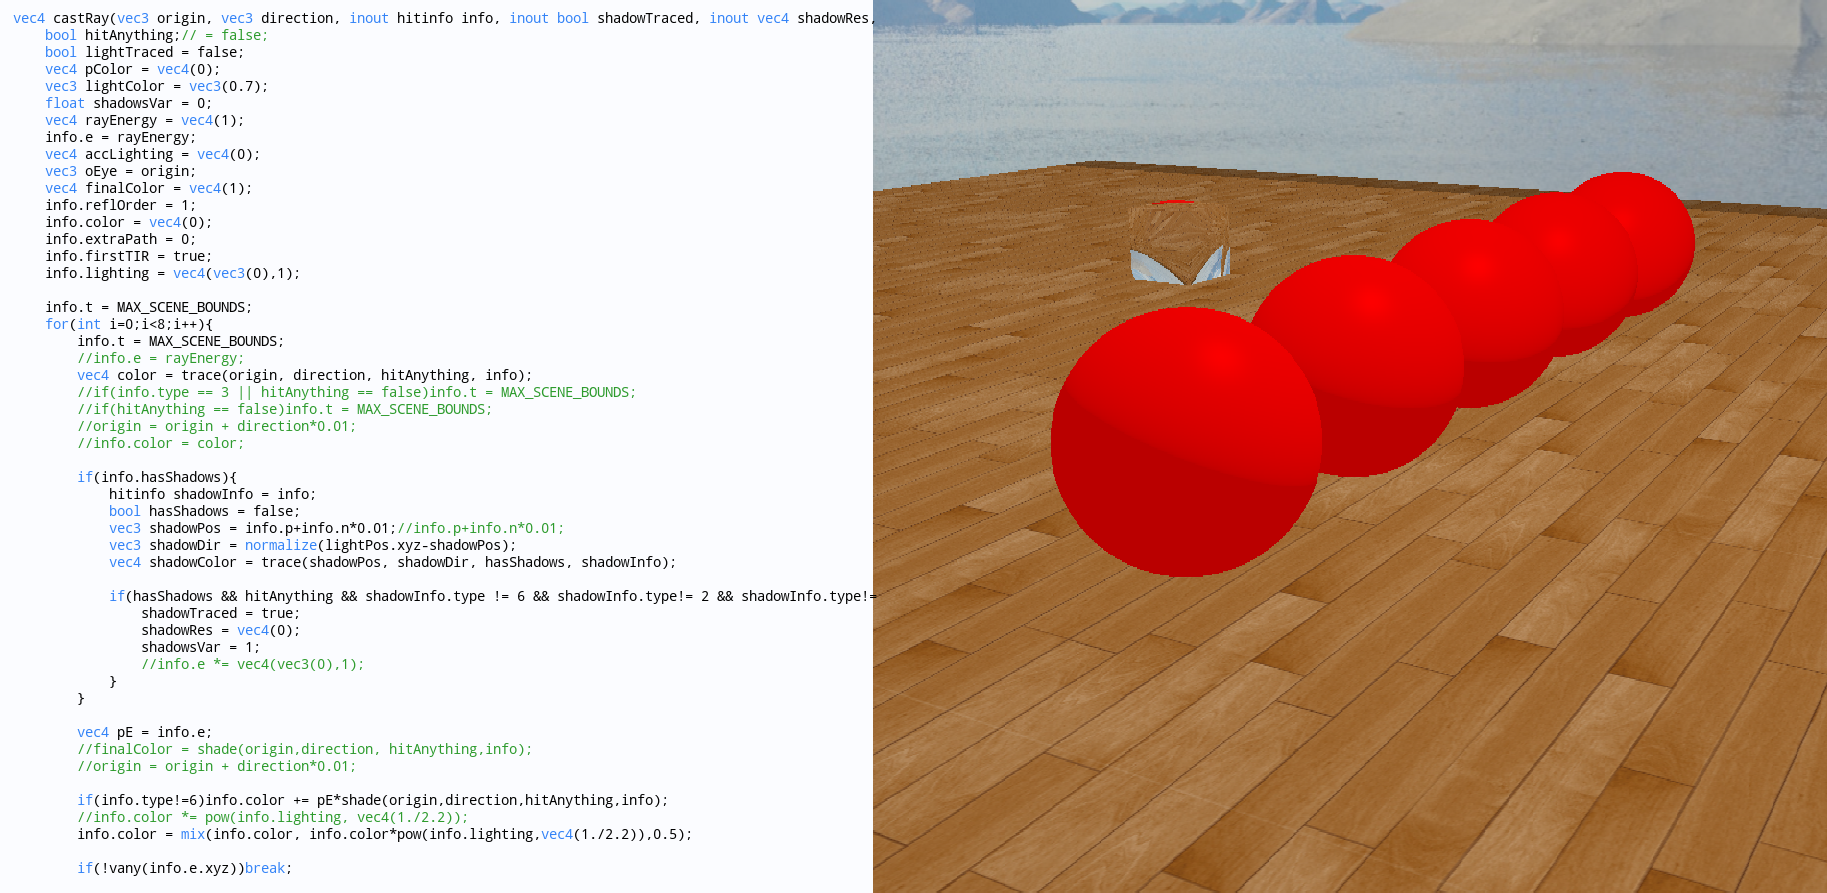 vec4 castRay(vec3 origin, vec3 direction, inout hitinfo info, inout bool shadowTraced, inout vec4 shadowRes,
    bool hitAnything;// = false;
    bool lightTraced = false;
    vec4 pColor = vec4(0);
    vec3 lightColor = vec3(0.7);
    float shadowsVar = 0;
    vec4 rayEnergy = vec4(1);
    info.e = rayEnergy;
    vec4 accLighting = vec4(0);
    vec3 oEye = origin;
    vec4 finalColor = vec4(1);
    info.reflOrder = 1;
    info.color = vec4(0);
    info.extraPath = 0;
    info.firstTIR = true;
    info.lighting = vec4(vec3(0),1);

    info.t = MAX_SCENE_BOUNDS;
    for(int i=0;i<8;i++){
        info.t = MAX_SCENE_BOUNDS;
        //info.e = rayEnergy;
        vec4 color = trace(origin, direction, hitAnything, info);
        //if(info.type == 3 || hitAnything == false)info.t = MAX_SCENE_BOUNDS;
        //if(hitAnything == false)info.t = MAX_SCENE_BOUNDS;
        //origin = origin + direction*0.01;
        //info.color = color;

        if(info.hasShadows){
            hitinfo shadowInfo = info;
            bool hasShadows = false;
            vec3 shadowPos = info.p+info.n*0.01;//info.p+info.n*0.01;
            vec3 shadowDir = normalize(lightPos.xyz-shadowPos);
            vec4 shadowColor = trace(shadowPos, shadowDir, hasShadows, shadowInfo);

            if(hasShadows && hitAnything && shadowInfo.type != 6 && shadowInfo.type!= 2 && shadowInfo.type!=
                shadowTraced = true;
                shadowRes = vec4(0);
                shadowsVar = 1;
                //info.e *= vec4(vec3(0),1);
            }
        }

        vec4 pE = info.e;
        //finalColor = shade(origin,direction, hitAnything,info);
        //origin = origin + direction*0.01;

        if(info.type!=6)info.color += pE*shade(origin,direction,hitAnything,info);
        //info.color *= pow(info.lighting, vec4(1./2.2));
        info.color = mix(info.color, info.color*pow(info.lighting,vec4(1./2.2)),0.5);

        if(!vany(info.e.xyz))break;